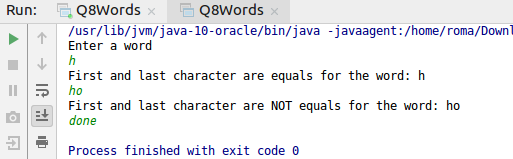 Run: Q8Words Q8Words
/usr/lib/jvm/java-10-oracle/bin/java -javaagent:/home/roma/Downl
Enter a word
h
First and last character are equals for the word: h
ho
First and last character are NOT equals for the word: ho
done
Process finished with exit code 0